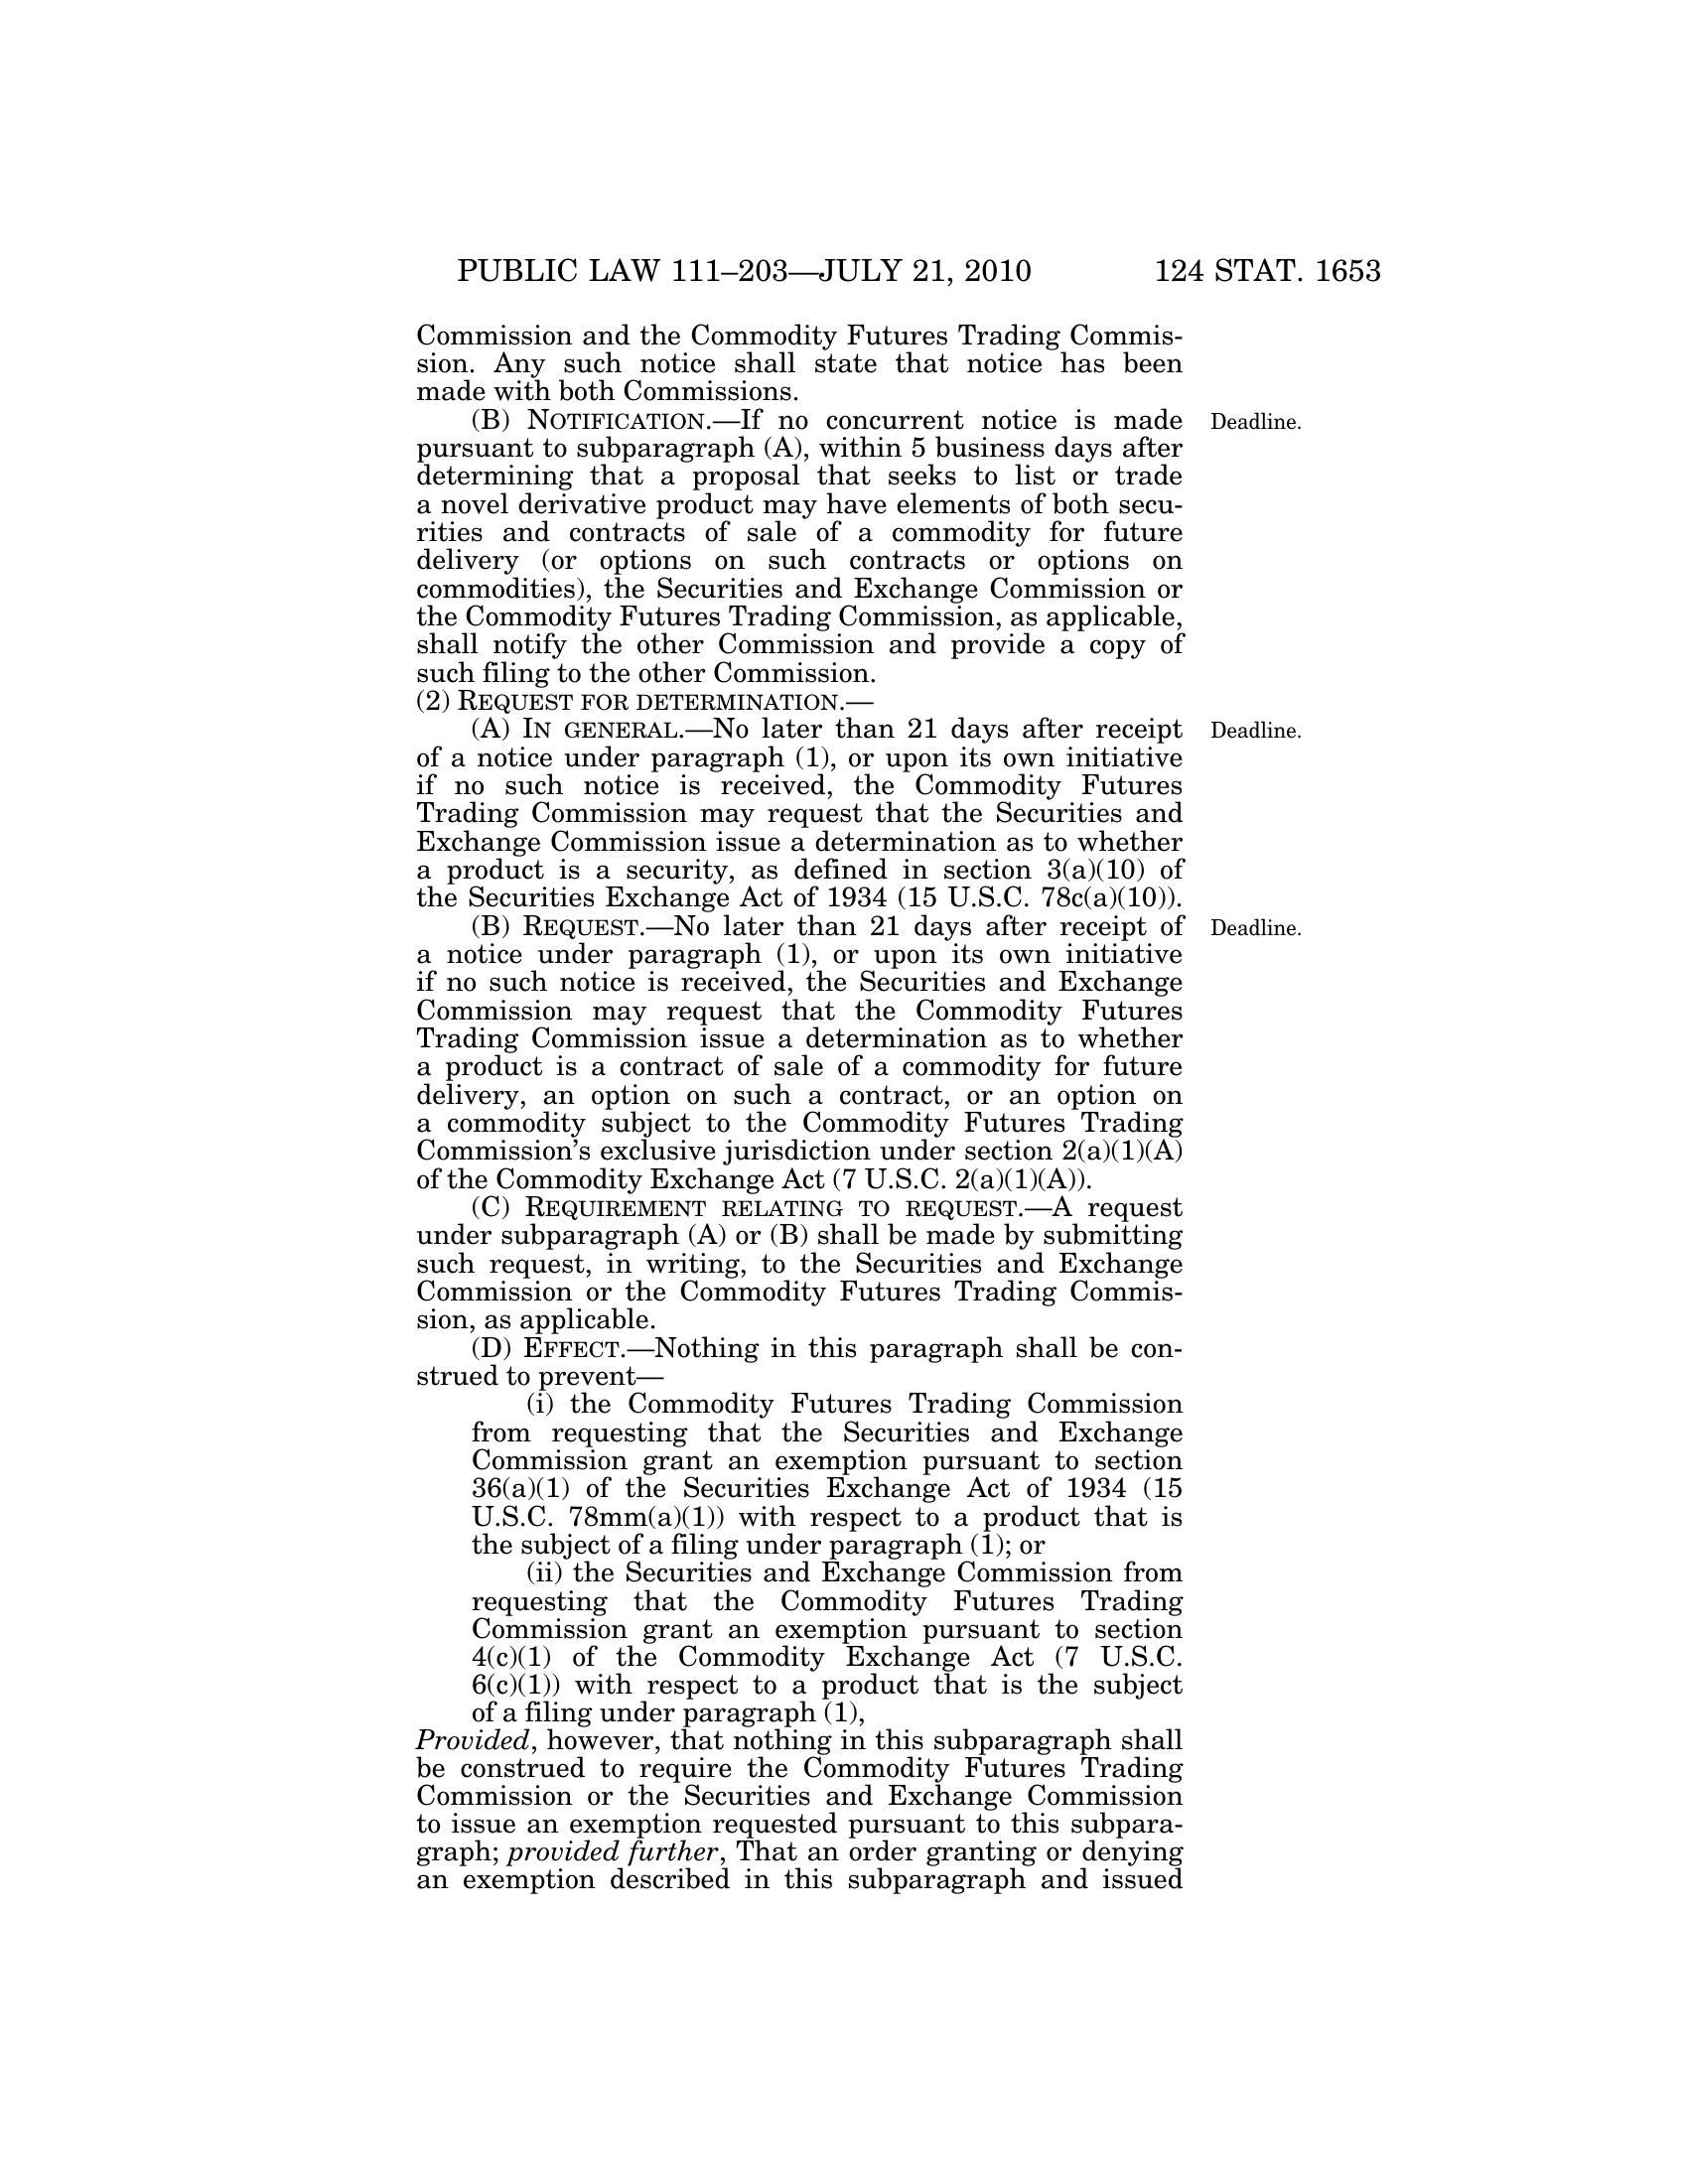 PUBLIC LAW 111–203—JULY 21, 2010 124 STAT. 1653
Commission and the Commodity Futures Trading Commis-
sion. Any such notice shall state that notice has been
made with both Commissions.
(B) NOTIFICATION.—If no concurrent notice is made Deadline.
pursuant to subparagraph (A), within 5 business days after
determining that a proposal that seeks to list or trade
a novel derivative product may have elements of both secu-
rities and contracts of sale of a commodity for future
delivery (or options on such contracts or options on
commodities), the Securities and Exchange Commission or
the Commodity Futures Trading Commission, as applicable,
shall notify the other Commission and provide a copy of
such filing to the other Commission.
(2) REQUEST FOR DETERMINATION.—
(A) IN GENERAL.—No later than 21 days after receipt Deadline.
of a notice under paragraph (1), or upon its own initiative
if no such notice is received, the Commodity Futures
Trading Commission may request that the Securities and
Exchange Commission issue a determination as to whether
a product is a security, as defined in section 3(a)(10) of
the Securities Exchange Act of 1934 (15 U.S.C. 78c(a)(10)).
(B) REQUEST.—No later than 21 days after receipt of Deadline.
a notice under paragraph (1), or upon its own initiative
if no such notice is received, the Securities and Exchange
Commission may request that the Commodity Futures
Trading Commission issue a determination as to whether
a product is a contract of sale of a commodity for future
delivery, an option on such a contract, or an option on
a commodity subject to the Commodity Futures Trading
Commission's exclusive jurisdiction under section 2(a)(1)(A)
of the Commodity Exchange Act (7 U.S.C. 2(a)(1)(A)).
(C) REQUIREMENT RELATING TO REQUEST.—A request
under subparagraph (A) or (B) shall be made by submitting
such request, in writing, to the Securities and Exchange
Commission or the Commodity Futures Trading Commis-
sion, as applicable.
(D) EFFECT.—Nothing in this paragraph shall be con-
strued to prevent—
(i) the Commodity Futures Trading Commission
from requesting that the Securities and Exchange
Commission grant an exemption pursuant to section
36(a)(1) of the Securities Exchange Act of 1934 (15
U.S.C. 78mm(a)(1)) with respect to a product that is
the subject of a filing under paragraph (1); or
(ii) the Securities and Exchange Commission from
requesting that the Commodity Futures Trading
Commission grant an exemption pursuant to section
4(c)(1) of the Commodity Exchange Act (7 U.S.C.
6(c)(1)) with respect to a product that is the subject
of a filing under paragraph (1),
Provided, however, that nothing in this subparagraph shall
be construed to require the Commodity Futures Trading
Commission or the Securities and Exchange Commission
to issue an exemption requested pursuant to this subpara-
graph; provided further, That an order granting or denying
an exemption described in this subparagraph and issued